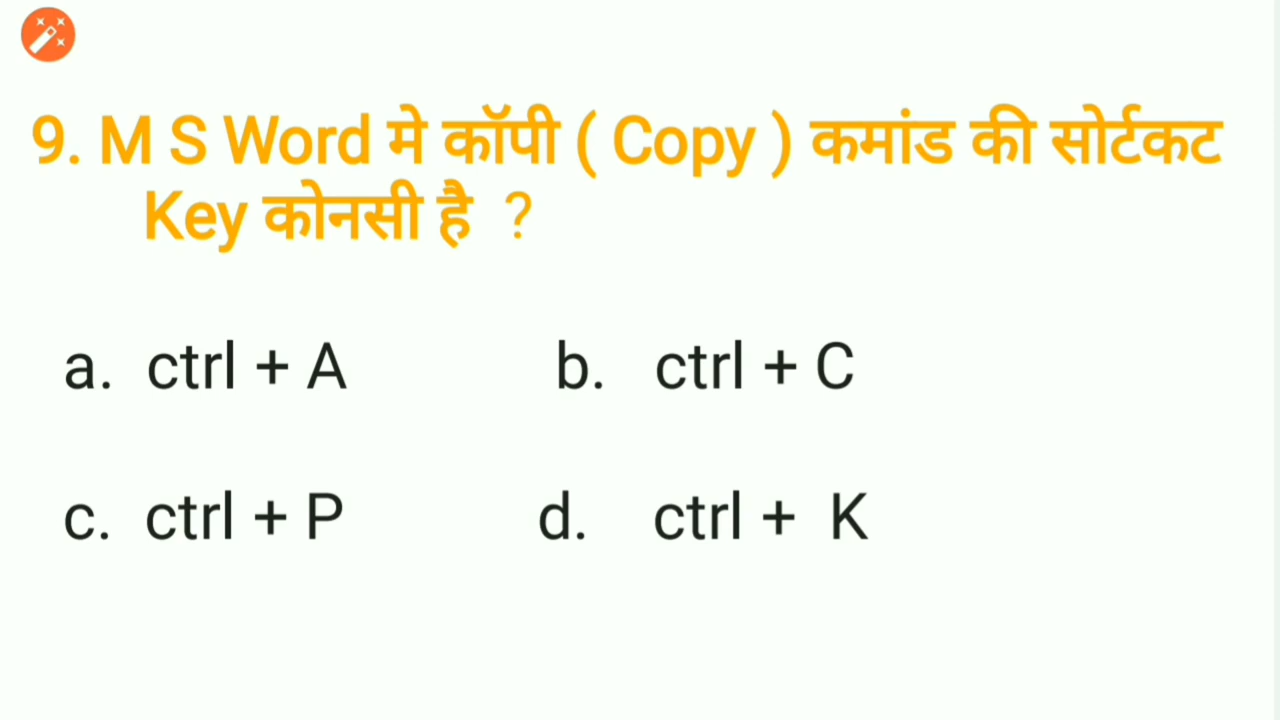 9. M S Word मे कॉपी ( Copy ) कमांड की सोर्टकट
Key कोनसी है ?
a. ctrl + A b. ctrl + C
c. ctrl + P d. ctrl + K